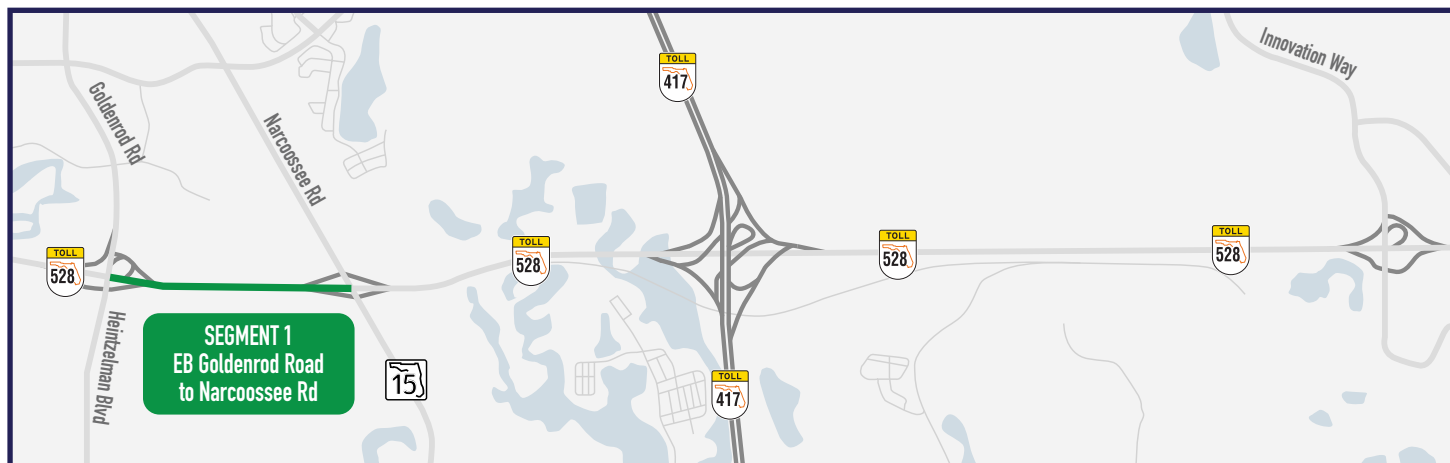 Innovation Way
TOLL
417
Goldenrod Rd
Narcoossee Rd
TOLL
528
TOLL
528
TOLL
528
TOLL
528
SEGMENT 1
EB Goldenrod Road
to Narcoossee Rd
Heintzelman Blvd
15
TOLL
417